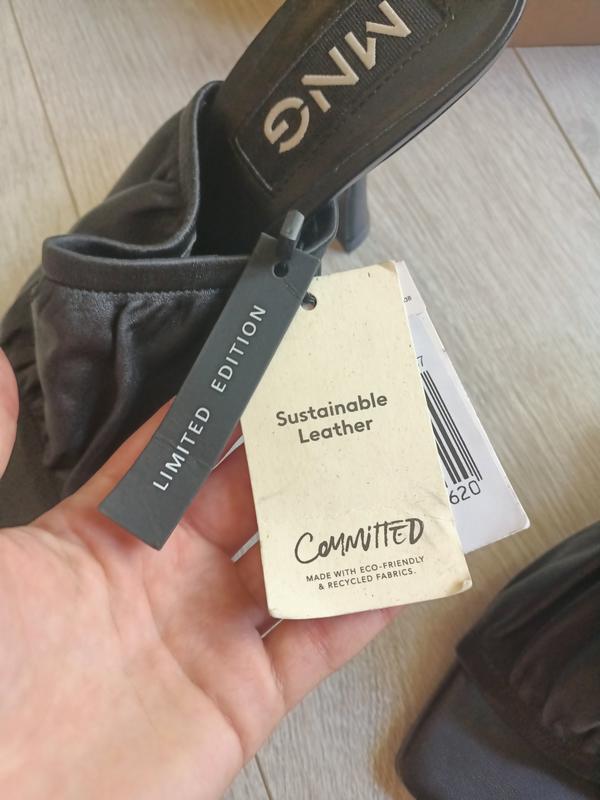 MNG
LIMITED EDITION
Sustainable
Leather
COMMITTED
MADE WITH ECO-FRIENDLY
& RECYCLED FABRICS.
620